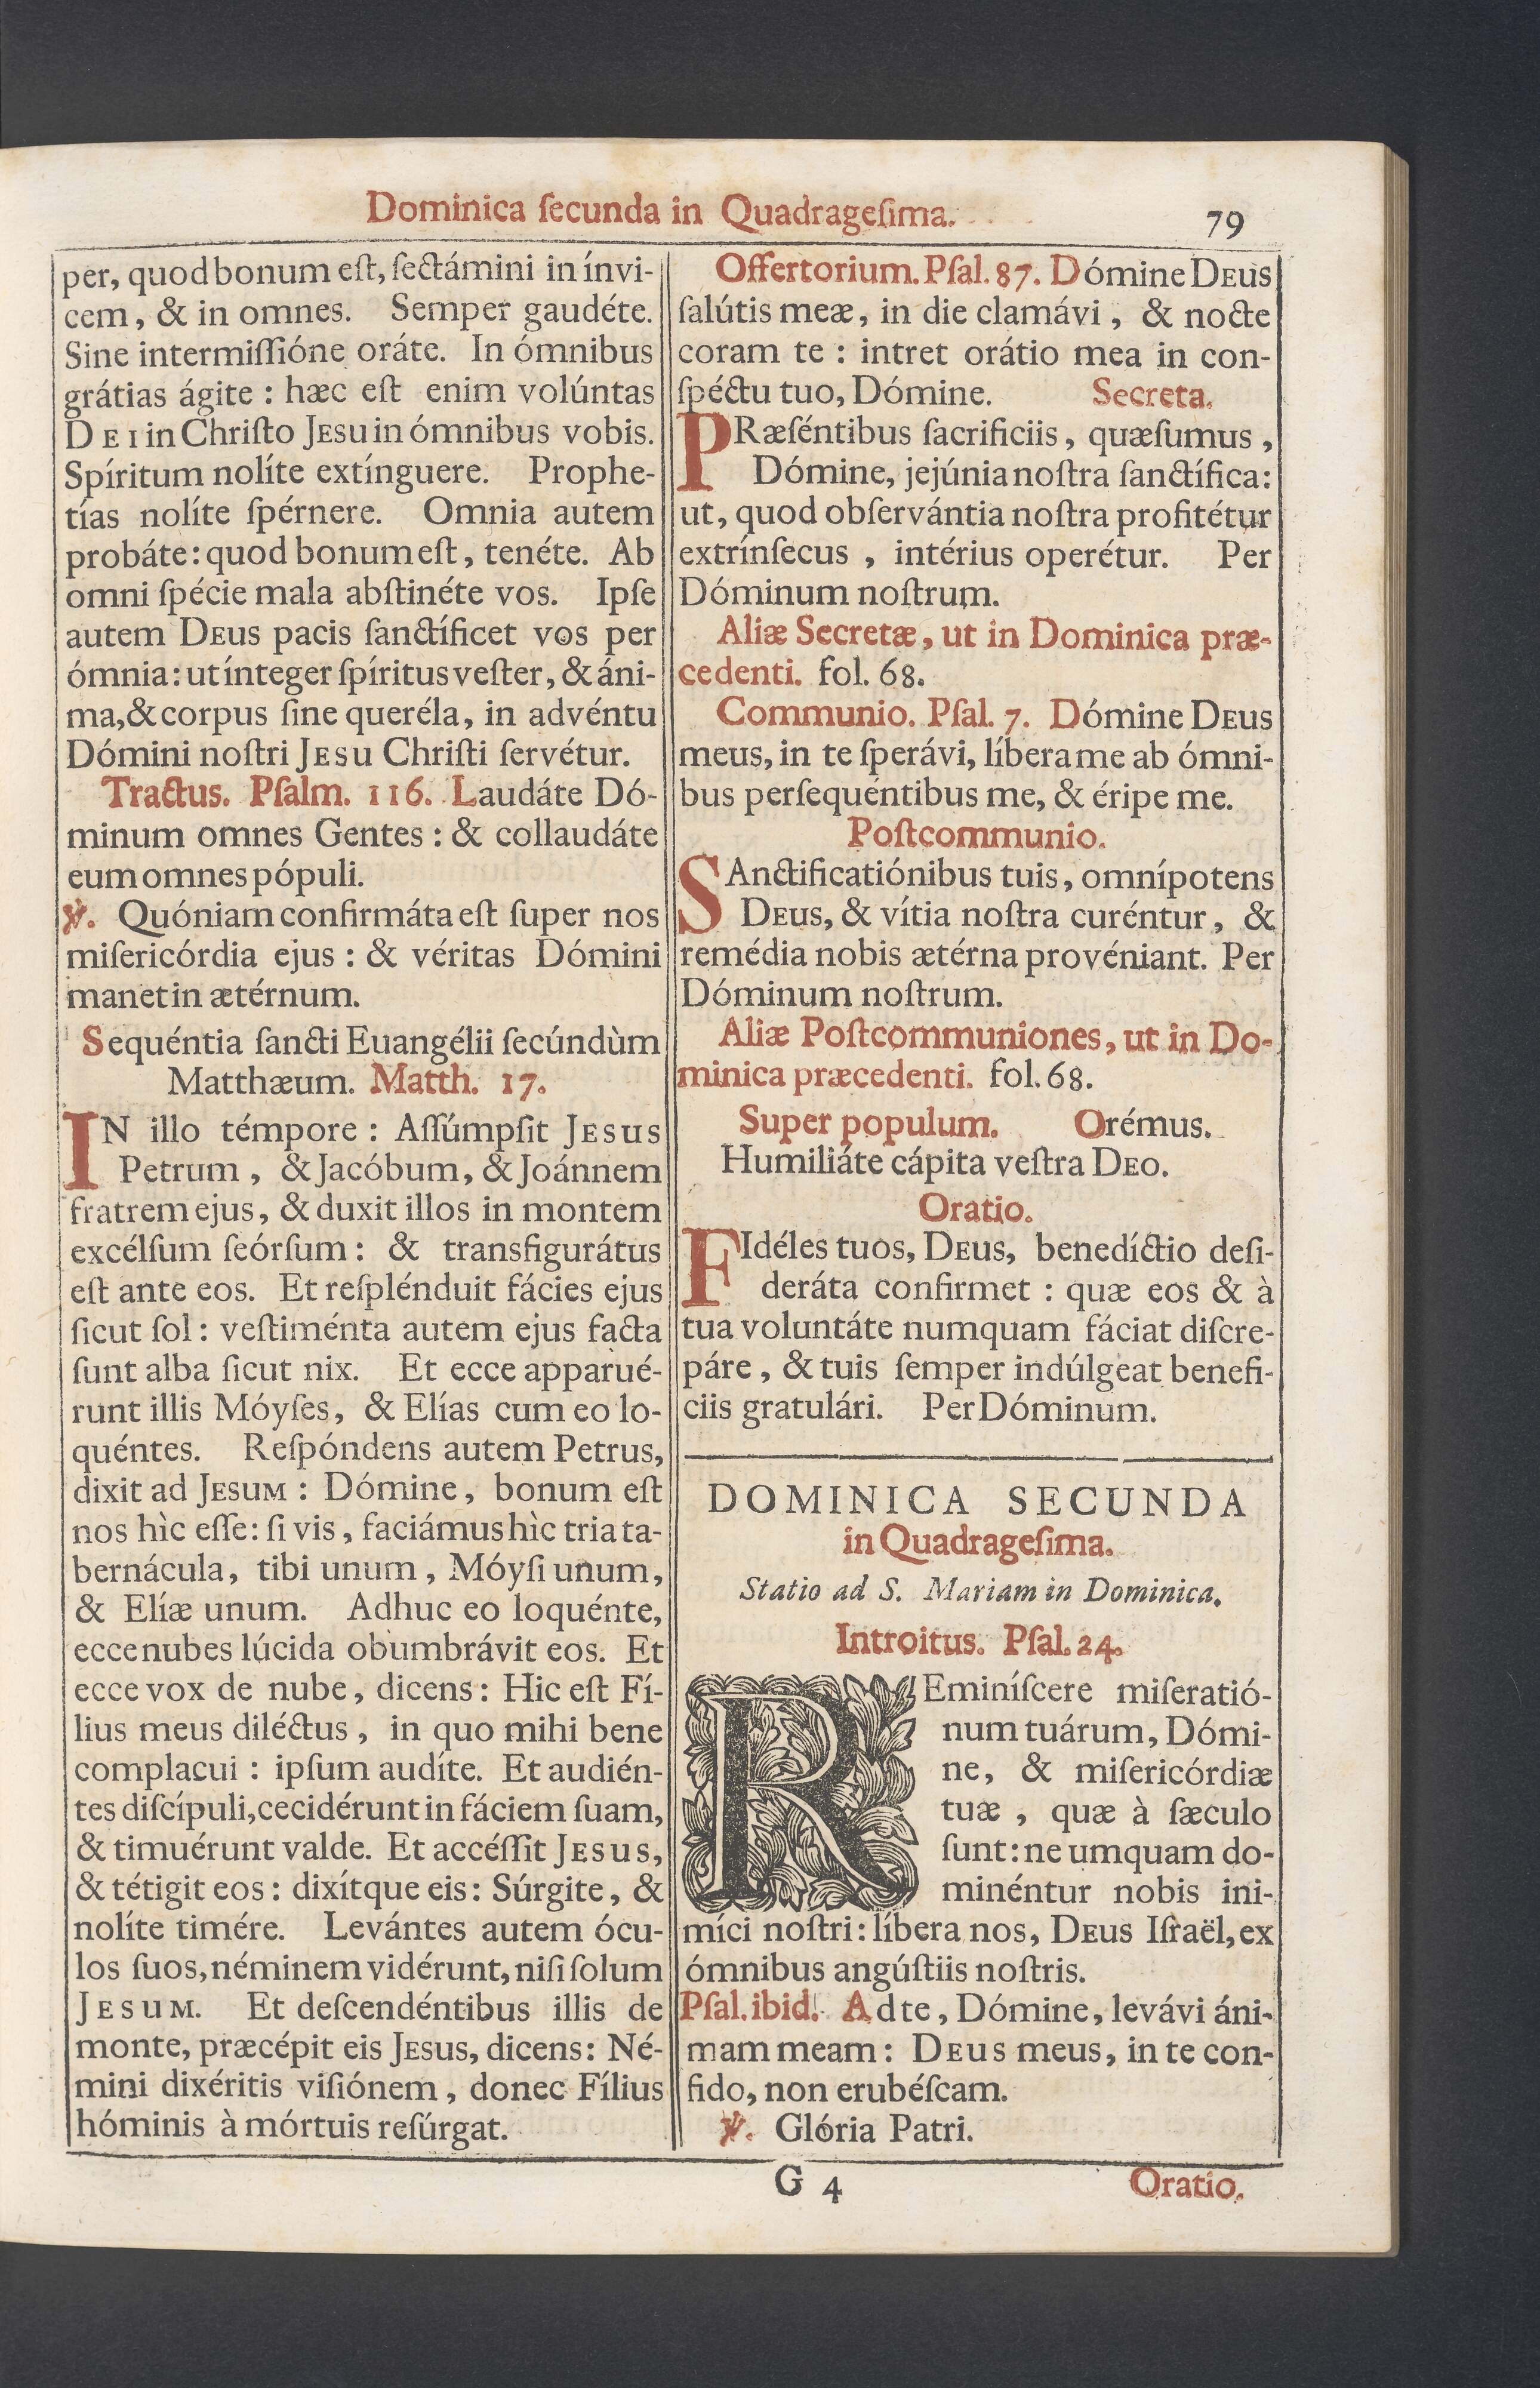 Dominica ſecunda in Quadrageſima.
79
per, quod bonum eſt, ſectámini in ínvi-
cem, & in omnes. Semper gaudéte.
Sine intermiſſióne oráte. In ómnibus
grátias ágite : hæc eſt enim volúntas
DEI in Chriſto JESU in ómnibus vobis.
Spíritum nolíte extínguere. Prophe-
tías nolíte ſpérnere. Omnia autem
probáte: quod bonum eſt, tenéte. Ab
omni ſpécie mala abſtinéte vos. Ipſe
autem DEUS pacis ſanctíficet vos per
ómnia: ut ínteger ſpíritus veſter, & áni-
ma, & corpus ſine queréla, in advéntu
Dómini noſtri JESU Chriſti ſervétur.
Tractus. Pſalm. 116. Laudáte Dó-
minum omnes Gentes : & collaudáte
eum omnes pópuli.
℣. Quóniam confirmáta eſt ſuper nos
miſericórdia ejus : & véritas Dómini
manet in ætérnum.
Sequéntia ſancti Euangélii ſecúndùm
Matthæum. Matth. 17.
IN illo témpore : Aſſúmpſit JESUS
Petrum, & Jacóbum, & Joánnem
fratrem ejus, & duxit illos in montem
excélſum ſeórſum: & transfigurátus
eſt ante eos. Et reſplénduit fácies ejus
ſicut ſol: veſtiménta autem ejus facta
ſunt alba ſicut nix. Et ecce apparué-
runt illis Móyſes, & Elías cum eo lo-
quéntes. Reſpóndens autem Petrus,
dixit ad JESUM : Dómine, bonum eſt
nos hìc eſſe: ſi vis, faciámus hìc tria ta-
bernácula, tibi unum, Móyſi unum,
& Elíæ unum. Adhuc eo loquénte,
ecce nubes lúcida obumbrávit eos. Et
ecce vox de nube, dicens: Hic eſt Fí-
lius meus diléctus, in quo mihi bene
complacui : ipſum audíte. Et audién-
tes diſcípuli, cecidérunt in fáciem ſuam,
& timuérunt valde. Et accéſſit JESUS,
& tétigit eos: dixítque eis: Súrgite, &
nolíte timére. Levántes autem ócu-
los ſuos, néminem vidérunt, niſi ſolum
JESUM. Et deſcendéntibus illis de
monte, præcépit eis JESUS, dicens: Né-
mini dixéritis viſiónem, donec Fílius
hóminis à mórtuis reſúrgat.
Offertorium. Pſal. 87. Dómine DEUS
ſalútis meæ, in die clamávi, & nocte
coram te : intret orátio mea in con-
ſpéctu tuo, Dómine. Secreta.
PRæſéntibus ſacrificiis, quæſumus,
Dómine, jejúnia noſtra ſanctífica:
ut, quod obſervántia noſtra profitétur
extrínſecus, intérius operétur. Per
Dóminum noſtrum.
Aliæ Secretæ, ut in Dominica præ-
cedenti. fol. 68.
Communio. Pſal. 7. Dómine DEUS
meus, in te ſperávi, líbera me ab ómni-
bus perſequéntibus me, & éripe me.
Poſtcommunio.
SAnctificatiónibus tuis, omnípotens
DEUS, & vítia noſtra curéntur, &
remédia nobis ætérna provéniant. Per
Dóminum noſtrum.
Aliæ Poſtcommuniones, ut in Do-
minica præcedenti. fol. 68.
Super populum. Orémus.
Humiliáte cápita veſtra DEO.
Oratio.
FIdéles tuos, DEUS, benedíctio deſi-
deráta confirmet : quæ eos & à
tua voluntáte numquam fáciat diſcre-
páre, & tuis ſemper indúlgeat benefi-
ciis gratulári. Per Dóminum.
DOMINICA SECUNDA
in Quadrageſima.
Statio ad S. Mariam in Dominica.
Introitus. Pſal. 24.
REminíſcere miſeratió-
num tuárum, Dómi-
ne, & miſericórdiæ
tuæ, quæ à ſæculo
ſunt: ne umquam do-
minéntur nobis ini-
míci noſtri: líbera nos, DEUS Iſraël, ex
ómnibus angúſtiis noſtris.
Pſal. ibid. Ad te, Dómine, levávi áni-
mam meam: DEUS meus, in te con-
fido, non erubéſcam.
℣. Glória Patri.
G 4
Oratio.